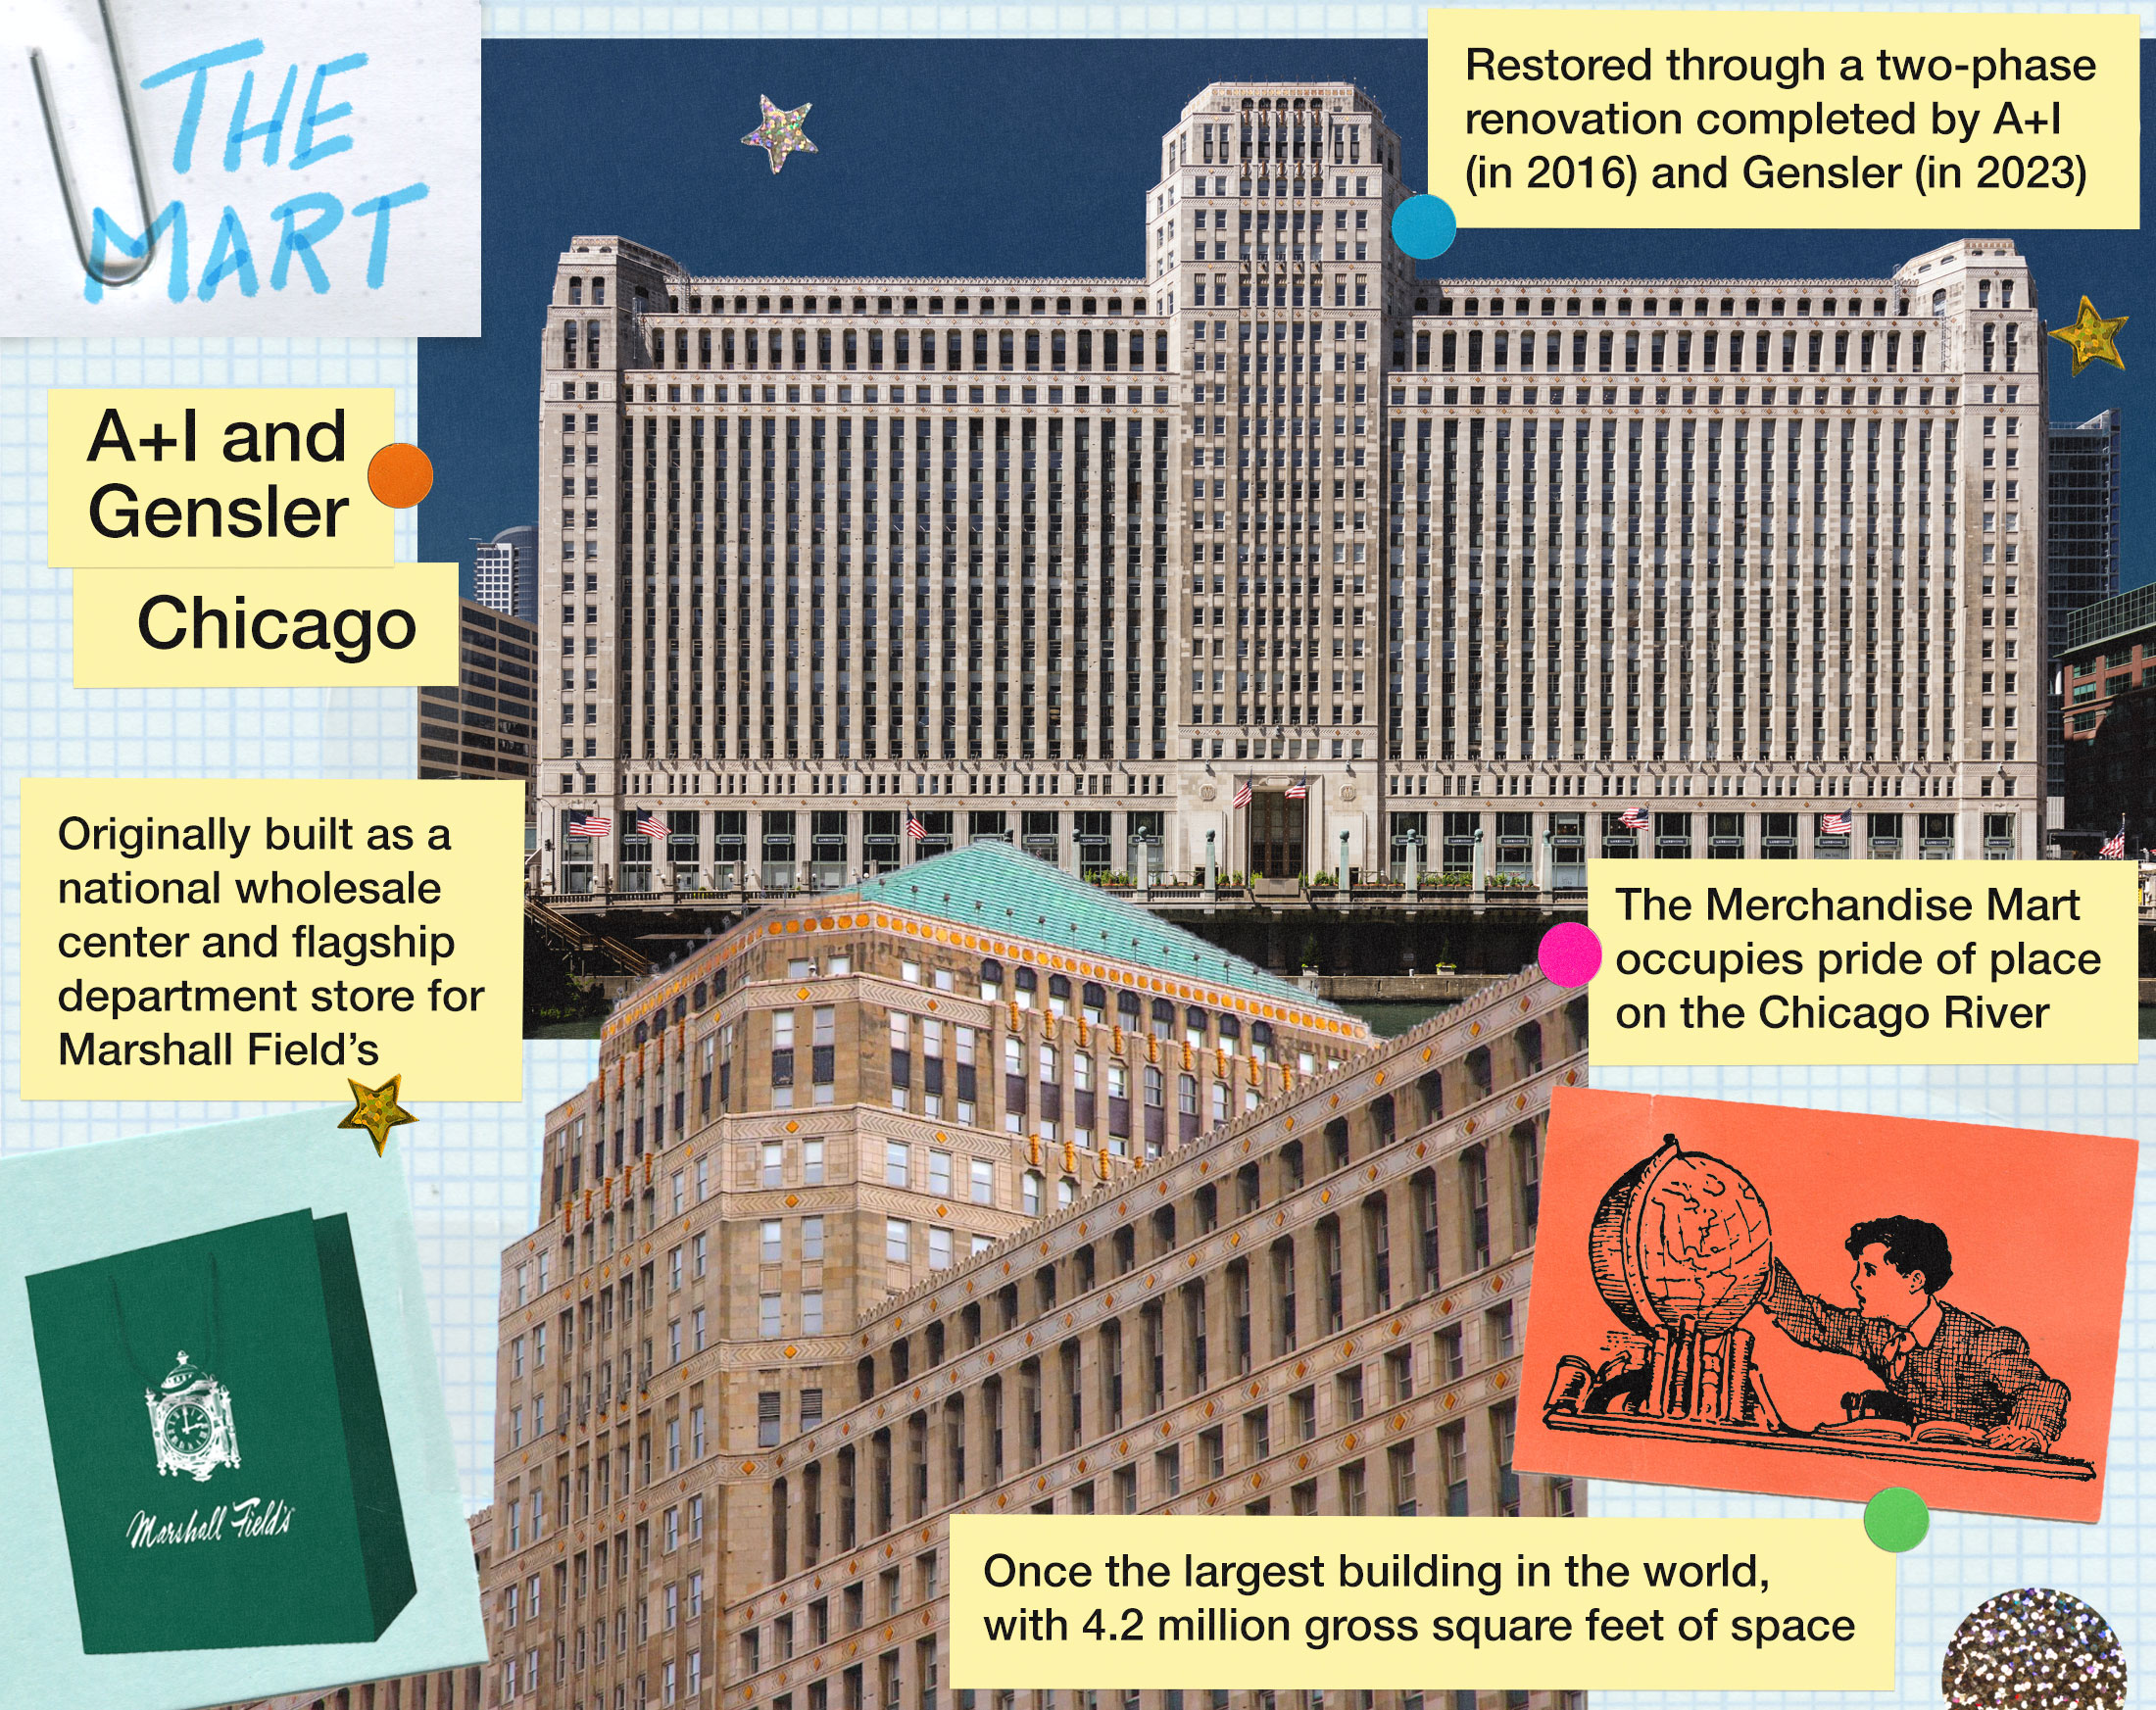 THE
MART
Restored through a two-phase
renovation completed by A+I
(in 2016) and Gensler (in 2023)
A+I and
Gensler
Chicago
Originally built as a
national wholesale
center and flagship
department store for
Marshall Field’s
The Merchandise Mart
occupies pride of place
on the Chicago River
Marshall Field's
Once the largest building in the world,
with 4.2 million gross square feet of space